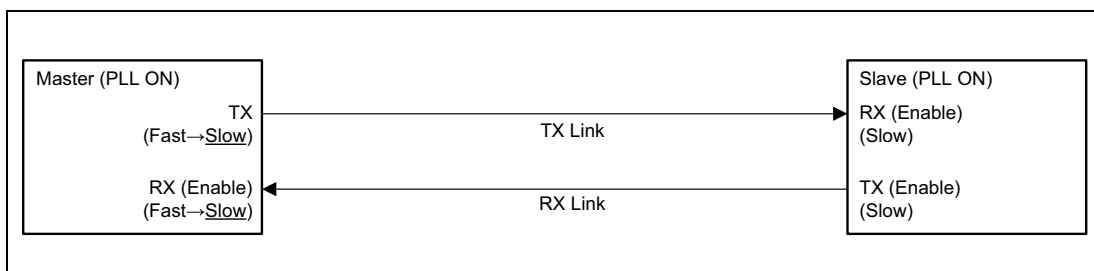 Master (PLL ON)
TX
(Fast→Slow)
RX (Enable)
(Fast→Slow)
TX Link
RX Link
Slave (PLL ON)
RX (Enable)
(Slow)
TX (Enable)
(Slow)